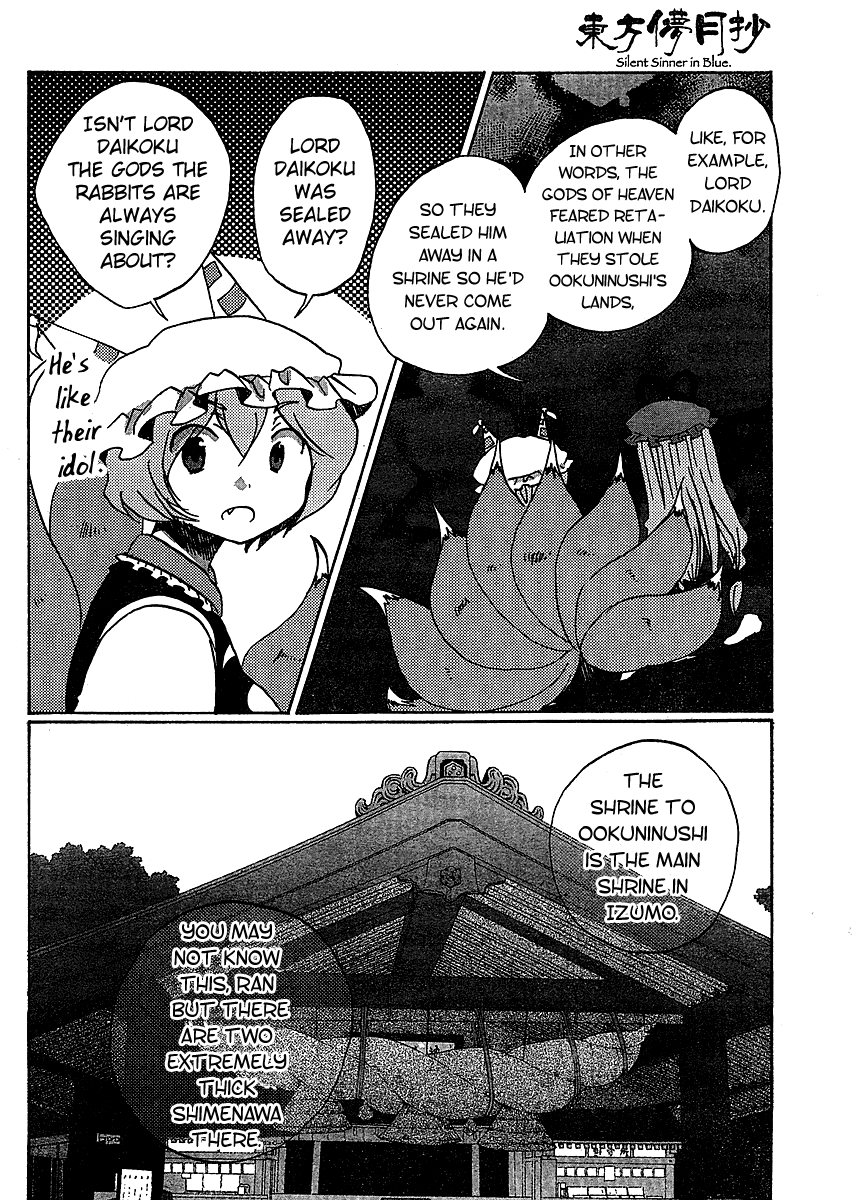 東方儚月抄
Silent Sinner in Blue.
LIKE, FOR
EXAMPLE,
LORD
DAIKOKU.
IN OTHER
WORDS, THE
GODS OF HEAVEN
FEARED RETA-
LIATION WHEN
THEY STOLE
OOKUNINUSHI'S
LANDS,
SO THEY
SEALED HIM
AWAY IN A
SHRINE SO HE'D
NEVER COME
OUT AGAIN.
LORD
DAIKOKU
WAS
SEALED
AWAY?
ISN'T LORD
DAIKOKU
THE GODS THE
RABBITS ARE
ALWAYS
SINGING
ABOUT?
He's
like
their
idol.
THE
SHRINE TO
OOKUNINUSHI
IS THE MAIN
SHRINE IN
IZUMO.
YOU MAY
NOT KNOW
THIS, RAN
BUT THERE
ARE TWO
EXTREMELY
THICK
SHIMENAWA
THERE.